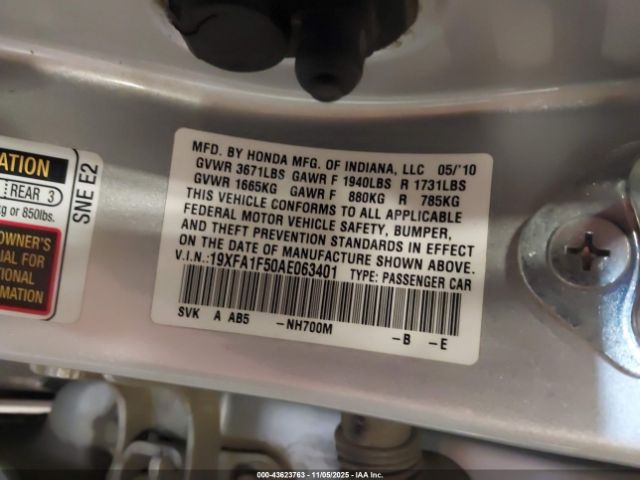 ATION
REAR 3
g or 850lbs.
OWNER'S
UAL FOR
TIONAL
RMATION
SNE E2
MFD. BY HONDA MFG. OF INDIANA, LLC 05/'10
GVWR 3671LBS GAWR F 1940LBS R 1731LBS
GVWR 1665KG GAWR F 880KG R 785KG
THIS VEHICLE CONFORMS TO ALL APPLICABLE
FEDERAL MOTOR VEHICLE SAFETY, BUMPER,
AND THEFT PREVENTION STANDARDS IN EFFECT
ON THE DATE OF MANUFACTURE SHOWN ABOVE.
V.I.N.:19XFA1F50AE063401 TYPE: PASSENGER CAR
SVK A AB5 -NH700M -B -E
000-43623763 - 11/05/2025 - IAA Inc.